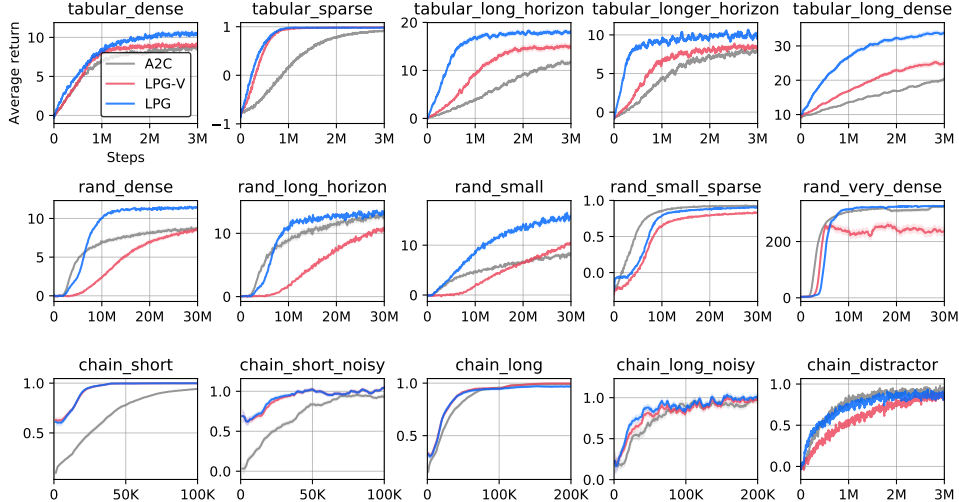 tabular_dense
10
5
0
0
1M
2M
3M
Steps
Average return
A2C
LPG-V
LPG
tabular_sparse
1
0
−1
0
1M
2M
3M
tabular_long_horizon
20
15
10
5
0
0
1M
2M
3M
tabular_longer_horizon
10
5
0
0
1M
2M
3M
tabular_long_dense
30
20
10
0
1M
2M
3M
rand_dense
10
5
0
0
10M
20M
30M
rand_long_horizon
15
10
5
0
0
10M
20M
30M
rand_small
10
5
0
0
10M
20M
30M
rand_small_sparse
1.0
0.5
0.0
0
10M
20M
30M
rand_very_dense
200
0
0
10M
20M
30M
chain_short
1.0
0.5
0
50K
100K
chain_short_noisy
1.0
0.5
0.0
0
50K
100K
chain_long
1.0
0.5
0
100K
200K
chain_long_noisy
1.0
0.5
0.0
0
100K
200K
chain_distractor
1.0
0.5
0.0
0
1M
2M
3M